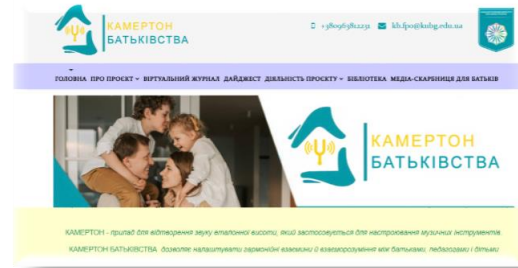 КАМЕРТОН
БАТЬКІВСТВА
kh.fpo@kubg.edu.ua
ГОЛОВНА ПРО ПРОЄКТ ВІРТУАЛЬНИЙ ЖУРНАЛ ДАЙДЖЕСТ ДІЯЛЬНІСТЬ ПРОЄКТУ БІБЛІОТЕКА МЕДІА-СКАРБНИЦЯ ДЛЯ БАТЬКІВ
КАМЕРТОН
БАТЬКІВСТВА
КАМЕРТОН - прилад для відтворення звуку еталонної висоти, який застосовується для настроювання музичних інструментів.
КАМЕРТОН БАТЬКІВСТВА дозволяє налаштувати гармонійні взаємини й взаєморозуміння між батьками, педагогами і дітьми